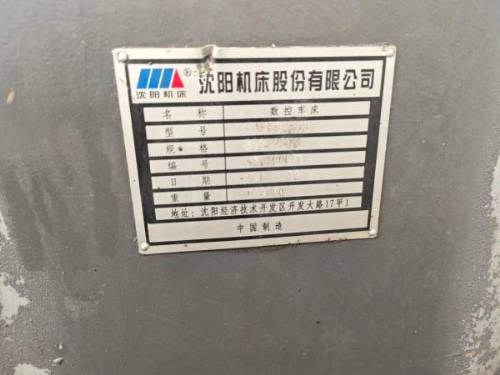 沈阳机床
沈阳机床股份有限公司
名 称 数控车床
型 号
规 格
编 号
日 期
重 量
地址:沈阳经济技术开发区开发大路17甲1
中国制造